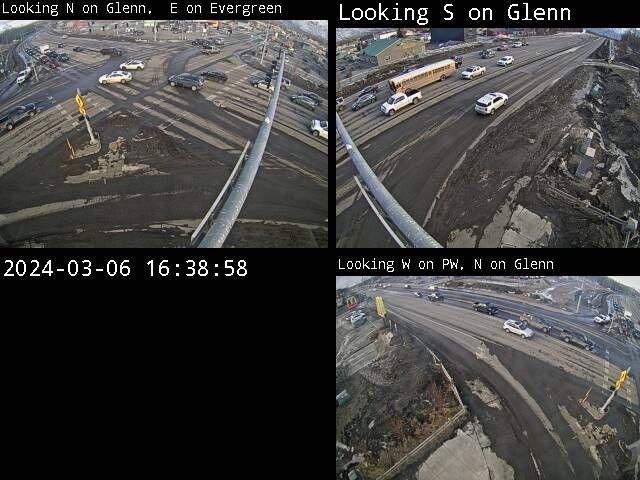 Looking N on Glenn,  E on Evergreen
Looking S on Glenn
2024-03-06 16:38:58
Looking W on PW, N on Glenn